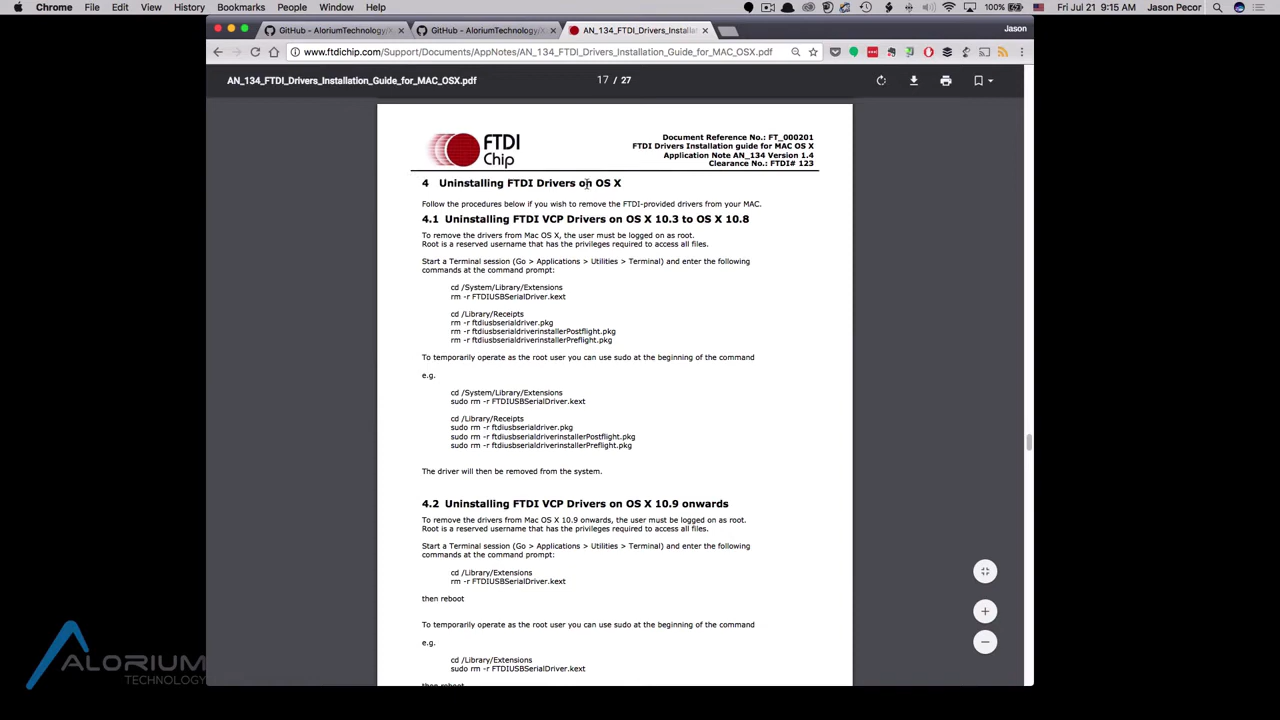 Chrome File Edit View History Bookmarks People Window Help 100% Fri Jul 21 9:15 AM Jason Pecor
GitHub - AloriumTechnology/X GitHub - AloriumTechnology/X AN_134_FTDI_Drivers_Installa Jason
www.ftdichip.com/Support/Documents/AppNotes/AN_134_FTDI_Drivers_Installation_Guide_for_MAC_OSX.pdf
AN_134_FTDI_Drivers_Installation_Guide_for_MAC_OSX.pdf 17 / 27
FTDI
Chip
Document Reference No.: FT_000201
FTDI Drivers Installation guide for MAC OS X
Application Note AN_134 Version 1.4
Clearance No.: FTDI# 123
4 Uninstalling FTDI Drivers on OS X
Follow the procedures below if you wish to remove the FTDI-provided drivers from your MAC.
4.1 Uninstalling FTDI VCP Drivers on OS X 10.3 to OS X 10.8
To remove the drivers from Mac OS X, the user must be logged on as root.
Root is a reserved username that has the privileges required to access all files.
Start a Terminal session (Go > Applications > Utilities > Terminal) and enter the following
commands at the command prompt:
cd /System/Library/Extensions
rm -r FTDIUSBSerialDriver.kext
cd /Library/Receipts
rm -r ftdiusbserialdriver.pkg
rm -r ftdiusbserialdriverinstallerPostflight.pkg
rm -r ftdiusbserialdriverinstallerPreflight.pkg
To temporarily operate as the root user you can use sudo at the beginning of the command
e.g.
cd /System/Library/Extensions
sudo rm -r FTDIUSBSerialDriver.kext
cd /Library/Receipts
sudo rm -r ftdiusbserialdriver.pkg
sudo rm -r ftdiusbserialdriverinstallerPostflight.pkg
sudo rm -r ftdiusbserialdriverinstallerPreflight.pkg
The driver will then be removed from the system.
4.2 Uninstalling FTDI VCP Drivers on OS X 10.9 onwards
To remove the drivers from Mac OS X 10.9 onwards, the user must be logged on as root.
Root is a reserved username that has the privileges required to access all files.
Start a Terminal session (Go > Applications > Utilities > Terminal) and enter the following
commands at the command prompt:
cd /Library/Extensions
rm -r FTDIUSBSerialDriver.kext
then reboot
To temporarily operate as the root user you can use sudo at the beginning of the command
e.g.
cd /Library/Extensions
sudo rm -r FTDIUSBSerialDriver.kext
then reboot
ALORIUM
TECHNOLOGY